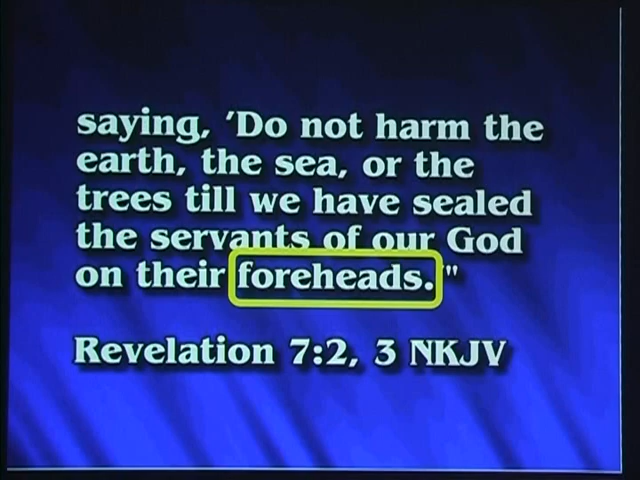 saying, 'Do not harm the
earth, the sea, or the
trees till we have sealed
the servants of our God
on their foreheads.'"
Revelation 7:2, 3 NKJV